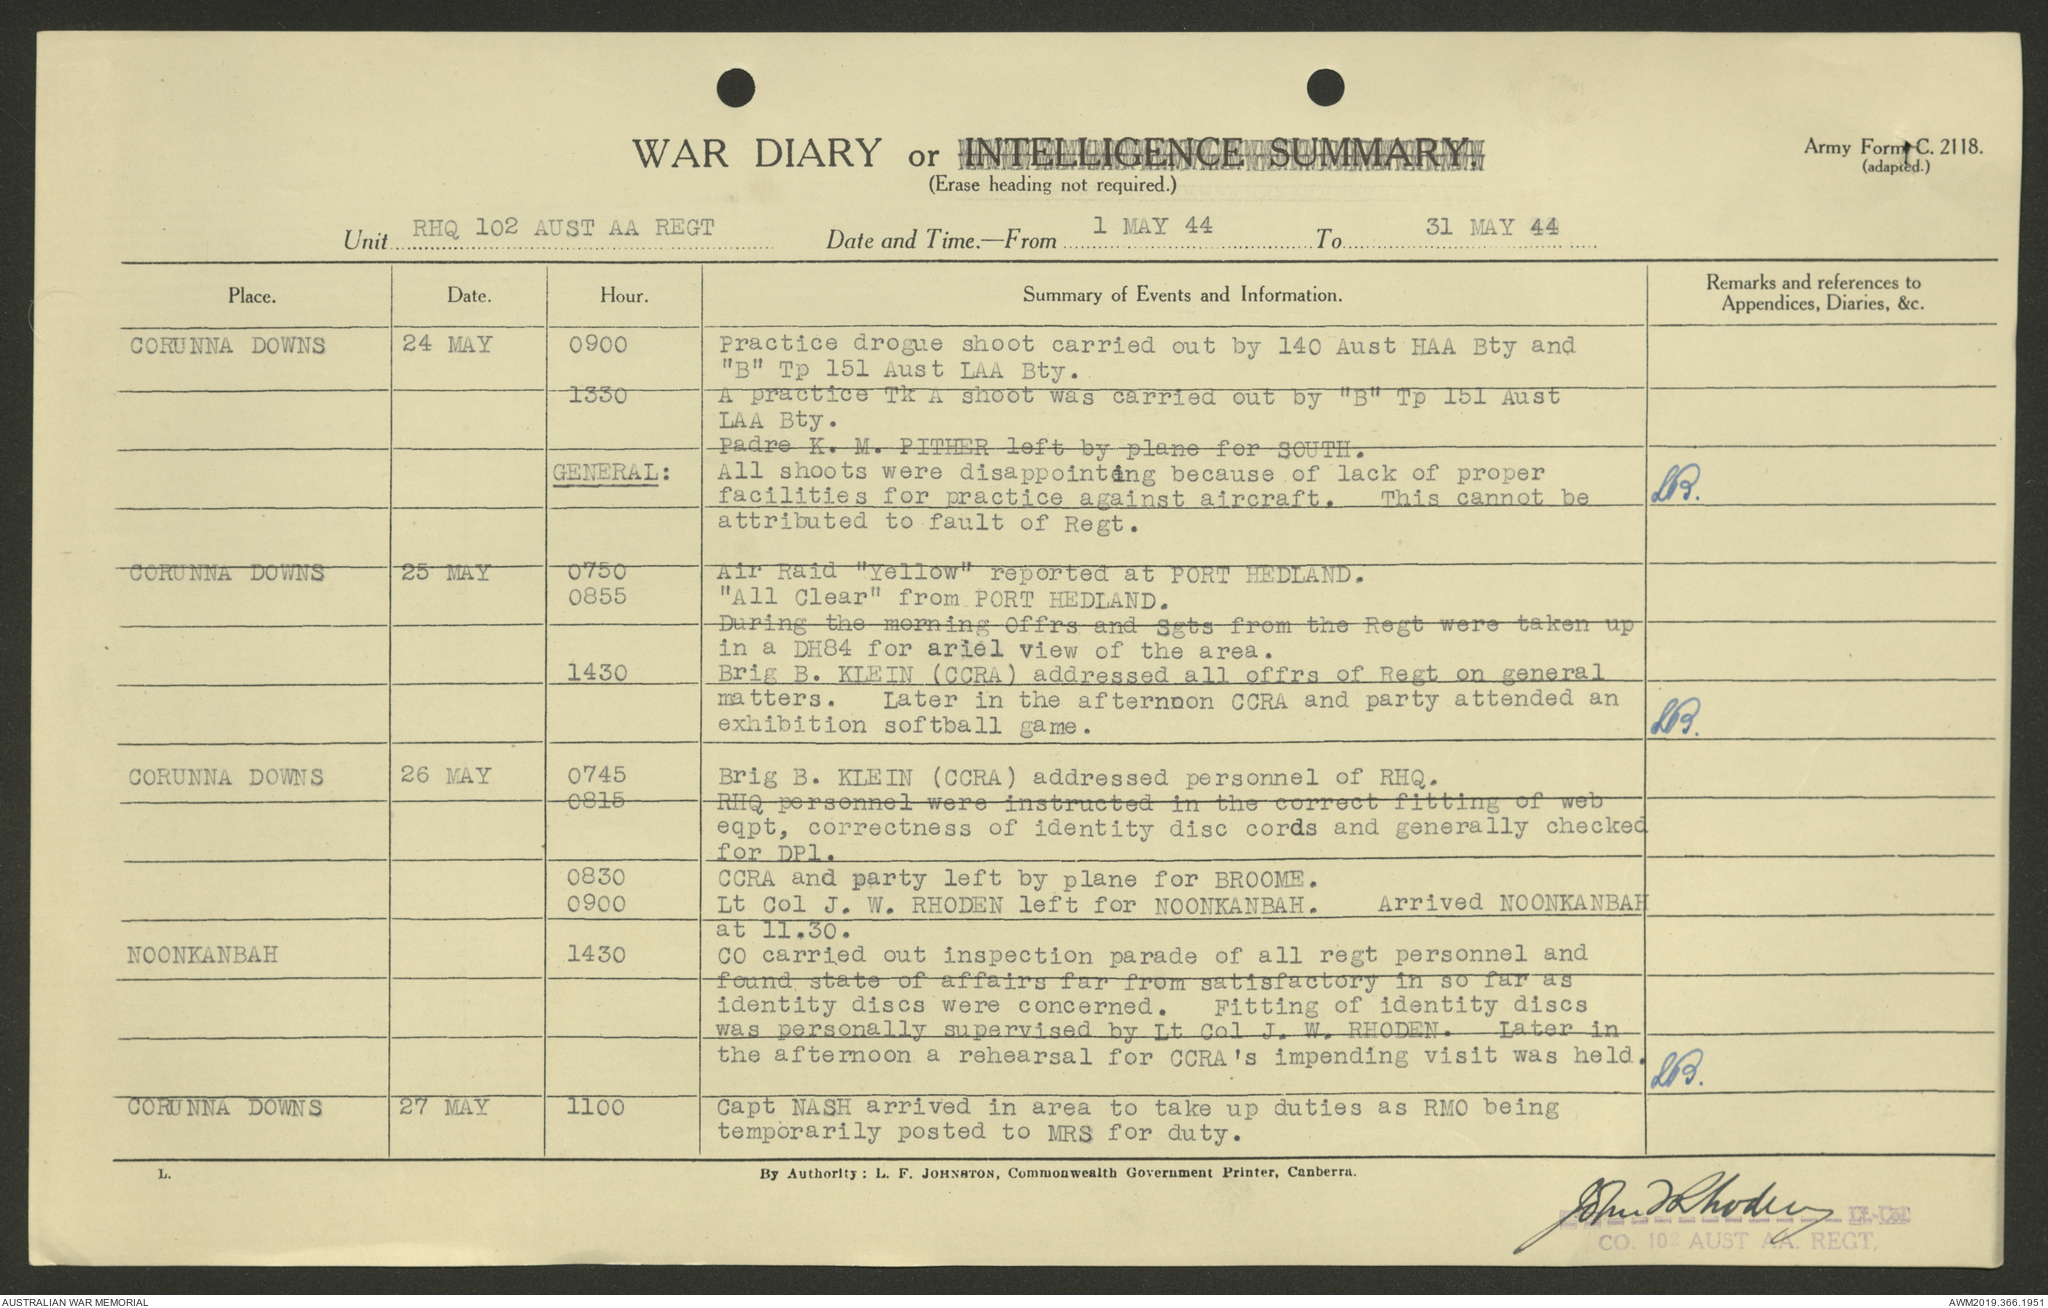 WAR DIARY or INTELLIGENCE SUMMARY.
(Erase heading not required.)
Army Form C. 2118.
(adapted.)
Unit RHQ 102 AUST AA REGT Date and Time.—From 1 MAY 44 To 31 MAY 44
Place. Date. Hour. Summary of Events and Information. Remarks and references to
Appendices, Diaries, &c.
CORUNNA DOWNS 24 MAY 0900 Practice drogue shoot carried out by 140 Aust HAA Bty and
"B" Tp 151 Aust LAA Bty.
1330 A practice Tk A shoot was carried out by "B" Tp 151 Aust
LAA Bty.
Padre K. M. PITHER left by plane for SOUTH.
GENERAL: All shoots were disappointing because of lack of proper
facilities for practice against aircraft. This cannot be
attributed to fault of Regt.
CORUNNA DOWNS 25 MAY 0750 Air Raid "Yellow" reported at PORT HEDLAND.
0855 "All Clear" from PORT HEDLAND.
During the morning Offrs and Sgts from the Regt were taken up
in a DH84 for ariel view of the area.
1430 Brig B. KLEIN (CCRA) addressed all offrs of Regt on general
matters. Later in the afternoon CCRA and party attended an
exhibition softball game.
CORUNNA DOWNS 26 MAY 0745 Brig B. KLEIN (CCRA) addressed personnel of RHQ.
0815 RHQ personnel were instructed in the correct fitting of web
eqpt, correctness of identity disc cords and generally checked
for DP1.
0830 CCRA and party left by plane for BROOME.
0900 Lt Col J. W. RHODEN left for NOONKANBAH. Arrived NOONKANBAH
at 11.30.
NOONKANBAH 1430 CO carried out inspection parade of all regt personnel and
found state of affairs far from satisfactory in so far as
identity discs were concerned. Fitting of identity discs
was personally supervised by Lt Col J. W. RHODEN. Later in
the afternoon a rehearsal for CCRA's impending visit was held.
CORUNNA DOWNS 27 MAY 1100 Capt NASH arrived in area to take up duties as RMO being
temporarily posted to MRS for duty.
L. By Authority: L. F. JOHNSTON, Commonwealth Government Printer, Canberra.
John W Rhoden Lt-Col
CO. 102 AUST AA. REGT,
AUSTRALIAN WAR MEMORIAL AWM2019.366.1951